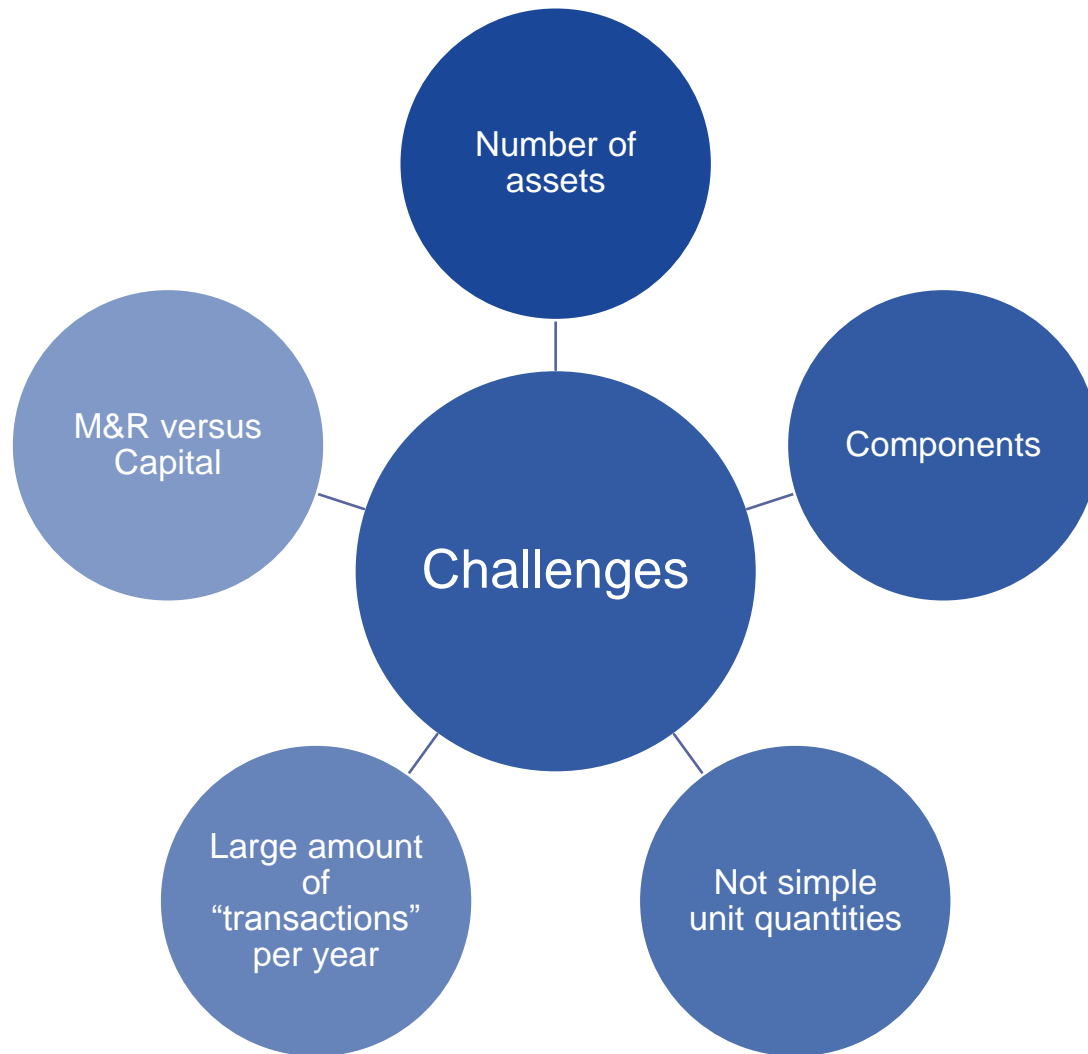 Number of
assets
M&R versus
Capital
Components
Challenges
Large amount
of
“transactions”
per year
Not simple
unit quantities